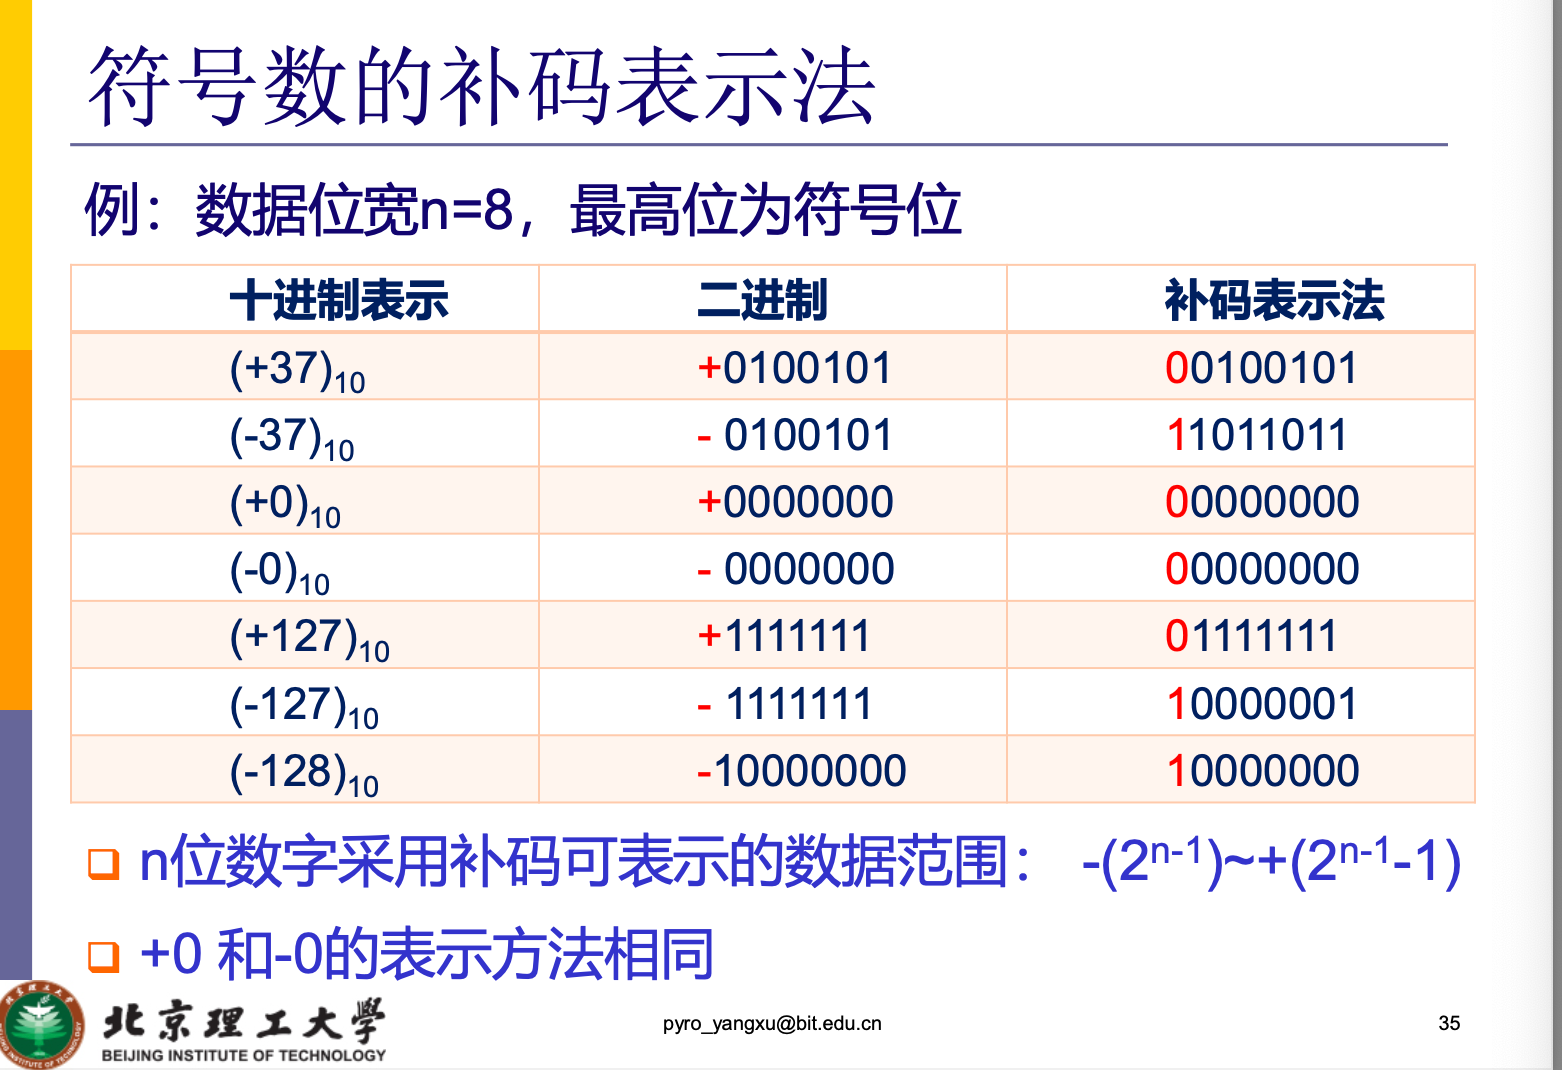 符号数的补码表示法
例：数据位宽n=8，最高位为符号位
十进制表示 二进制 补码表示法
(+37)₁₀ +0100101 00100101
(-37)₁₀ - 0100101 11011011
(+0)₁₀ +0000000 00000000
(-0)₁₀ - 0000000 00000000
(+127)₁₀ +1111111 01111111
(-127)₁₀ - 1111111 10000001
(-128)₁₀ -10000000 10000000
n位数字采用补码可表示的数据范围： -(2ⁿ⁻¹)~+(2ⁿ⁻¹-1)
+0 和-0的表示方法相同
北京理工大學
BEIJING INSTITUTE OF TECHNOLOGY
pyro_yangxu@bit.edu.cn
35